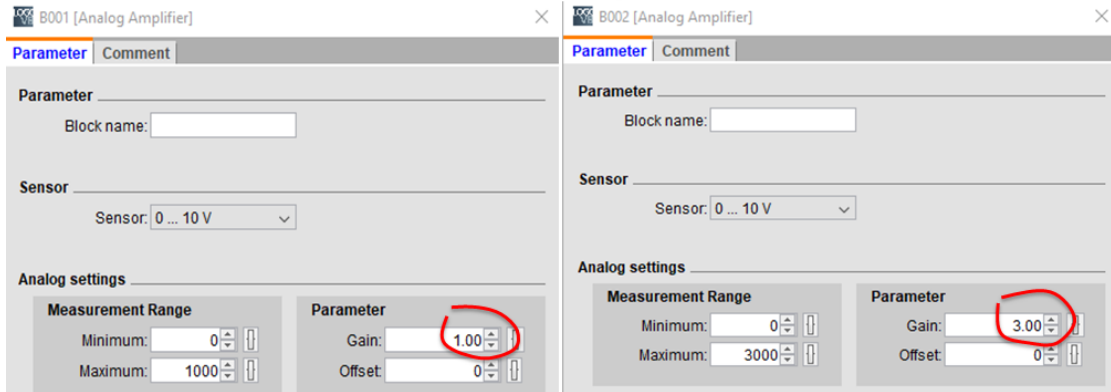 B001 [Analog Amplifier]
Parameter Comment
Parameter
Block name:
Sensor
Sensor: 0 ... 10 V
Analog settings
Measurement Range
Minimum: 0
Maximum: 1000
Parameter
Gain: 1.00
Offset: 0
B002 [Analog Amplifier]
Parameter Comment
Parameter
Block name:
Sensor
Sensor: 0 ... 10 V
Analog settings
Measurement Range
Minimum: 0
Maximum: 3000
Parameter
Gain: 3.00
Offset: 0